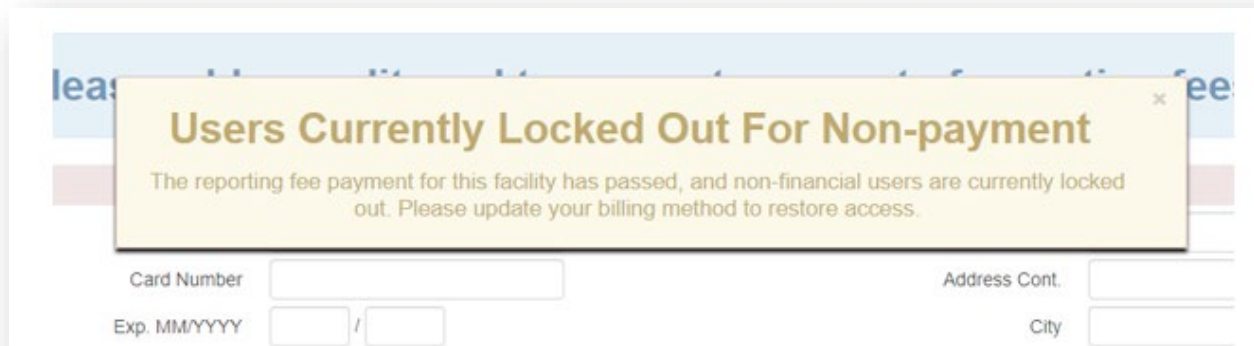 Users Currently Locked Out For Non-payment
×
The reporting fee payment for this facility has passed, and non-financial users are currently locked
out. Please update your billing method to restore access.
Card Number
Address Cont.
Exp. MM/YYYY
/
City